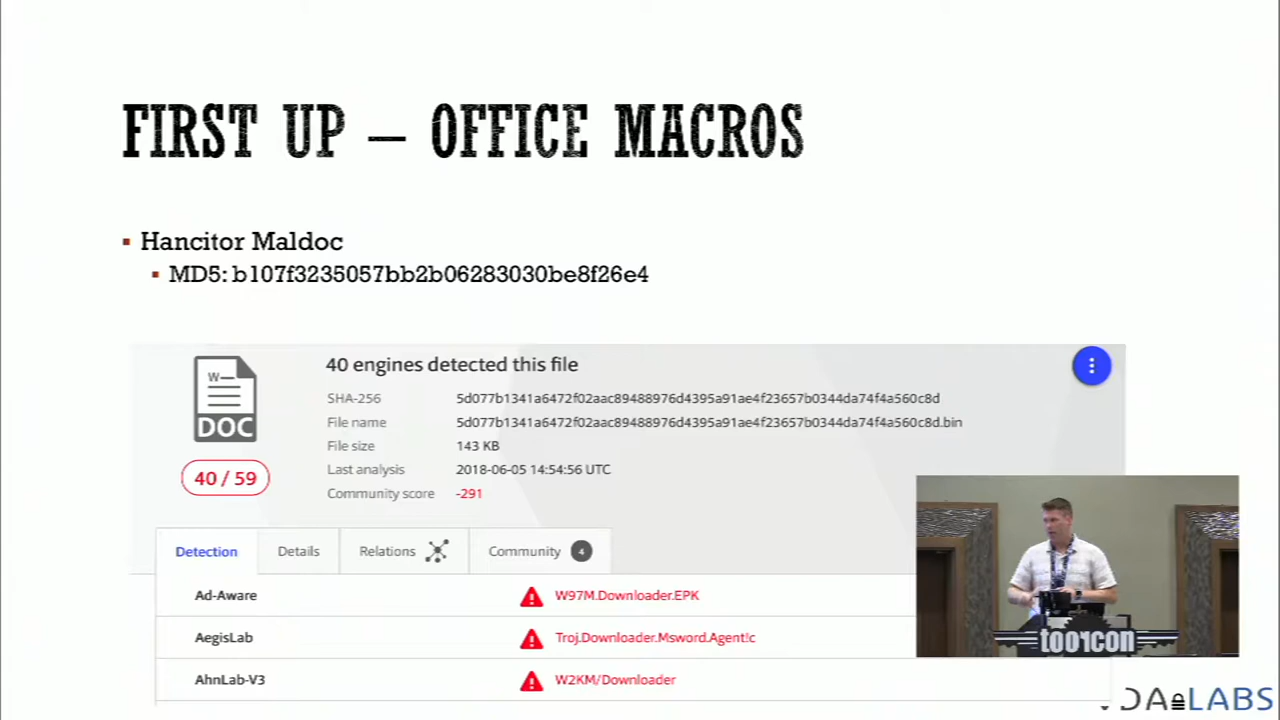 FIRST UP – OFFICE MACROS
Hancitor Maldoc
MD5: b107f3235057bb2b06283030be8f26e4
W
DOC
40 / 59
40 engines detected this file
SHA-256 5d077b1341a6472f02aac89488976d4395a91ae4f23657b0344da74f4a560c8d
File name 5d077b1341a6472f02aac89488976d4395a91ae4f23657b0344da74f4a560c8d.bin
File size 143 KB
Last analysis 2018-06-05 14:54:56 UTC
Community score -291
Detection Details Relations Community 4
Ad-Aware W97M.Downloader.EPK
AegisLab Troj.Downloader.Msword.Agent!c
AhnLab-V3 W2KM/Downloader
toorcon
DA LABS